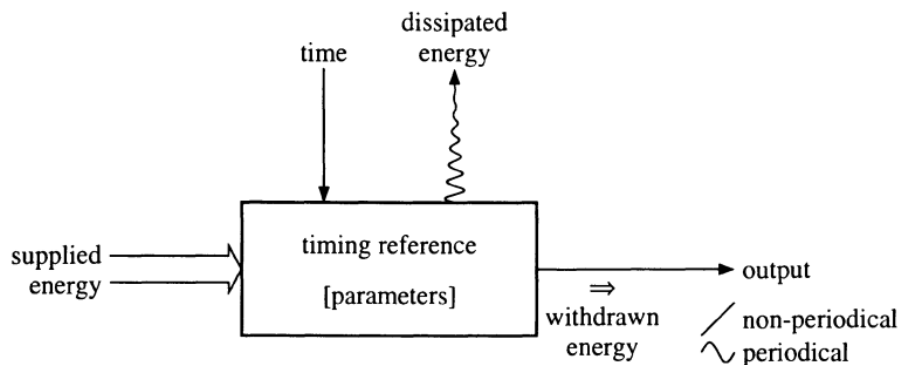 dissipated
energy
time
timing reference
[parameters]
supplied
energy
output
⇒
withdrawn
energy
non-periodical
periodical